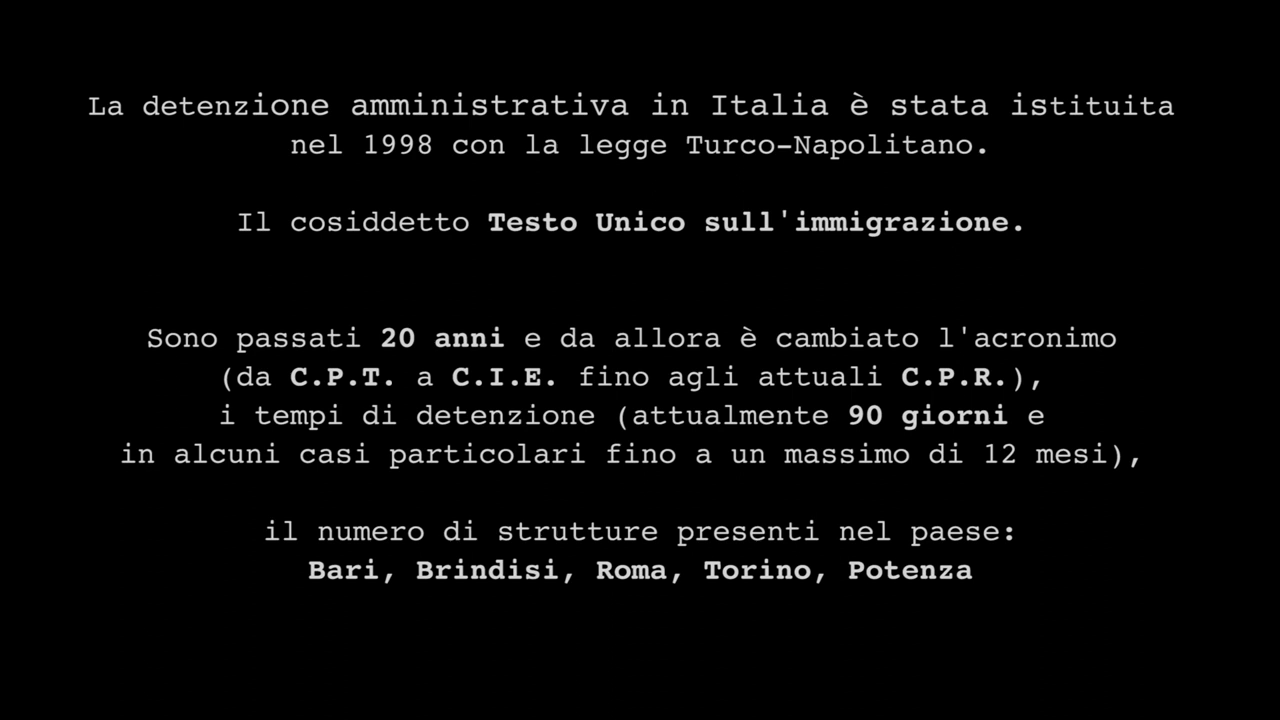 La detenzione amministrativa in Italia è stata istituita
nel 1998 con la legge Turco-Napolitano.
Il cosiddetto Testo Unico sull'immigrazione.
Sono passati 20 anni e da allora è cambiato l'acronimo
(da C.P.T. a C.I.E. fino agli attuali C.P.R.),
i tempi di detenzione (attualmente 90 giorni e
in alcuni casi particolari fino a un massimo di 12 mesi),
il numero di strutture presenti nel paese:
Bari, Brindisi, Roma, Torino, Potenza